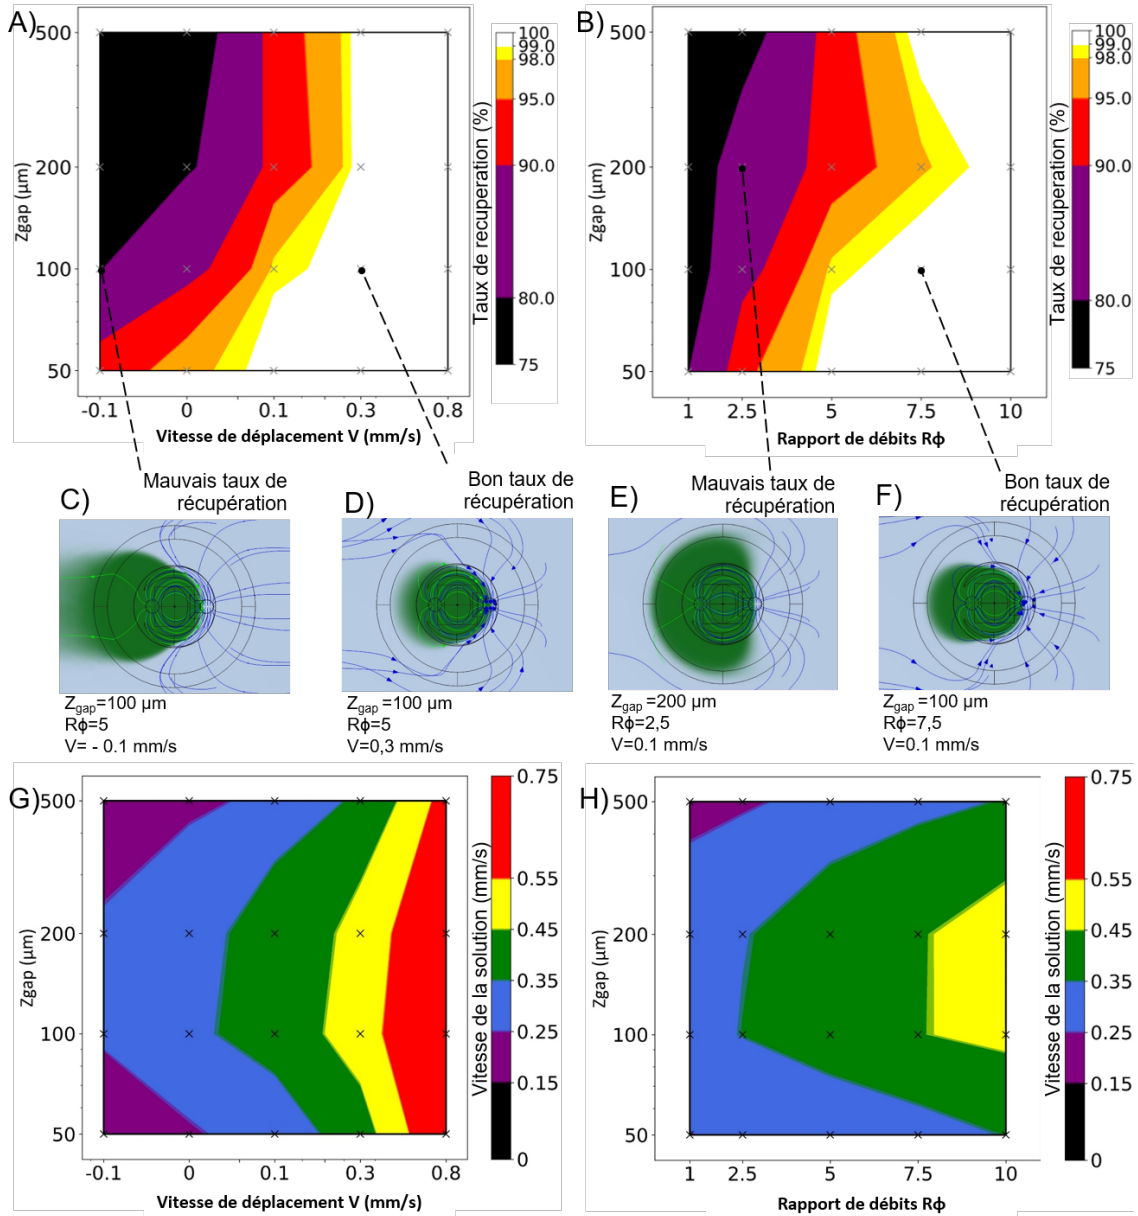 A)
500
200
100
50
Zgap (µm)
-0.1
0
0.1
0.3
0.8
Vitesse de déplacement V (mm/s)
100
99.0
98.0
95.0
90.0
80.0
75
Taux de recuperation (%)
B)
500
200
100
50
Zgap (µm)
1
2.5
5
7.5
10
Rapport de débits Rϕ
100
99.0
98.0
95.0
90.0
80.0
75
Taux de recuperation (%)
C)
Mauvais taux de
récupération
Zgap=100 µm
Rϕ=5
V= - 0.1 mm/s
D)
Bon taux de
récupération
Zgap=100 µm
Rϕ=5
V=0,3 mm/s
E)
Mauvais taux de
récupération
Zgap =200 µm
Rϕ=2,5
V=0.1 mm/s
F)
Bon taux de
récupération
Zgap=100 µm
Rϕ=7,5
V=0.1 mm/s
G)
500
200
100
50
Zgap (µm)
-0.1
0
0.1
0.3
0.8
Vitesse de déplacement V (mm/s)
0.75
0.55
0.45
0.35
0.25
0.15
0
Vitesse de la solution (mm/s)
H)
500
200
100
50
Zgap (µm)
1
2.5
5
7.5
10
Rapport de débits Rϕ
0.75
0.55
0.45
0.35
0.25
0.15
0
Vitesse de la solution (mm/s)